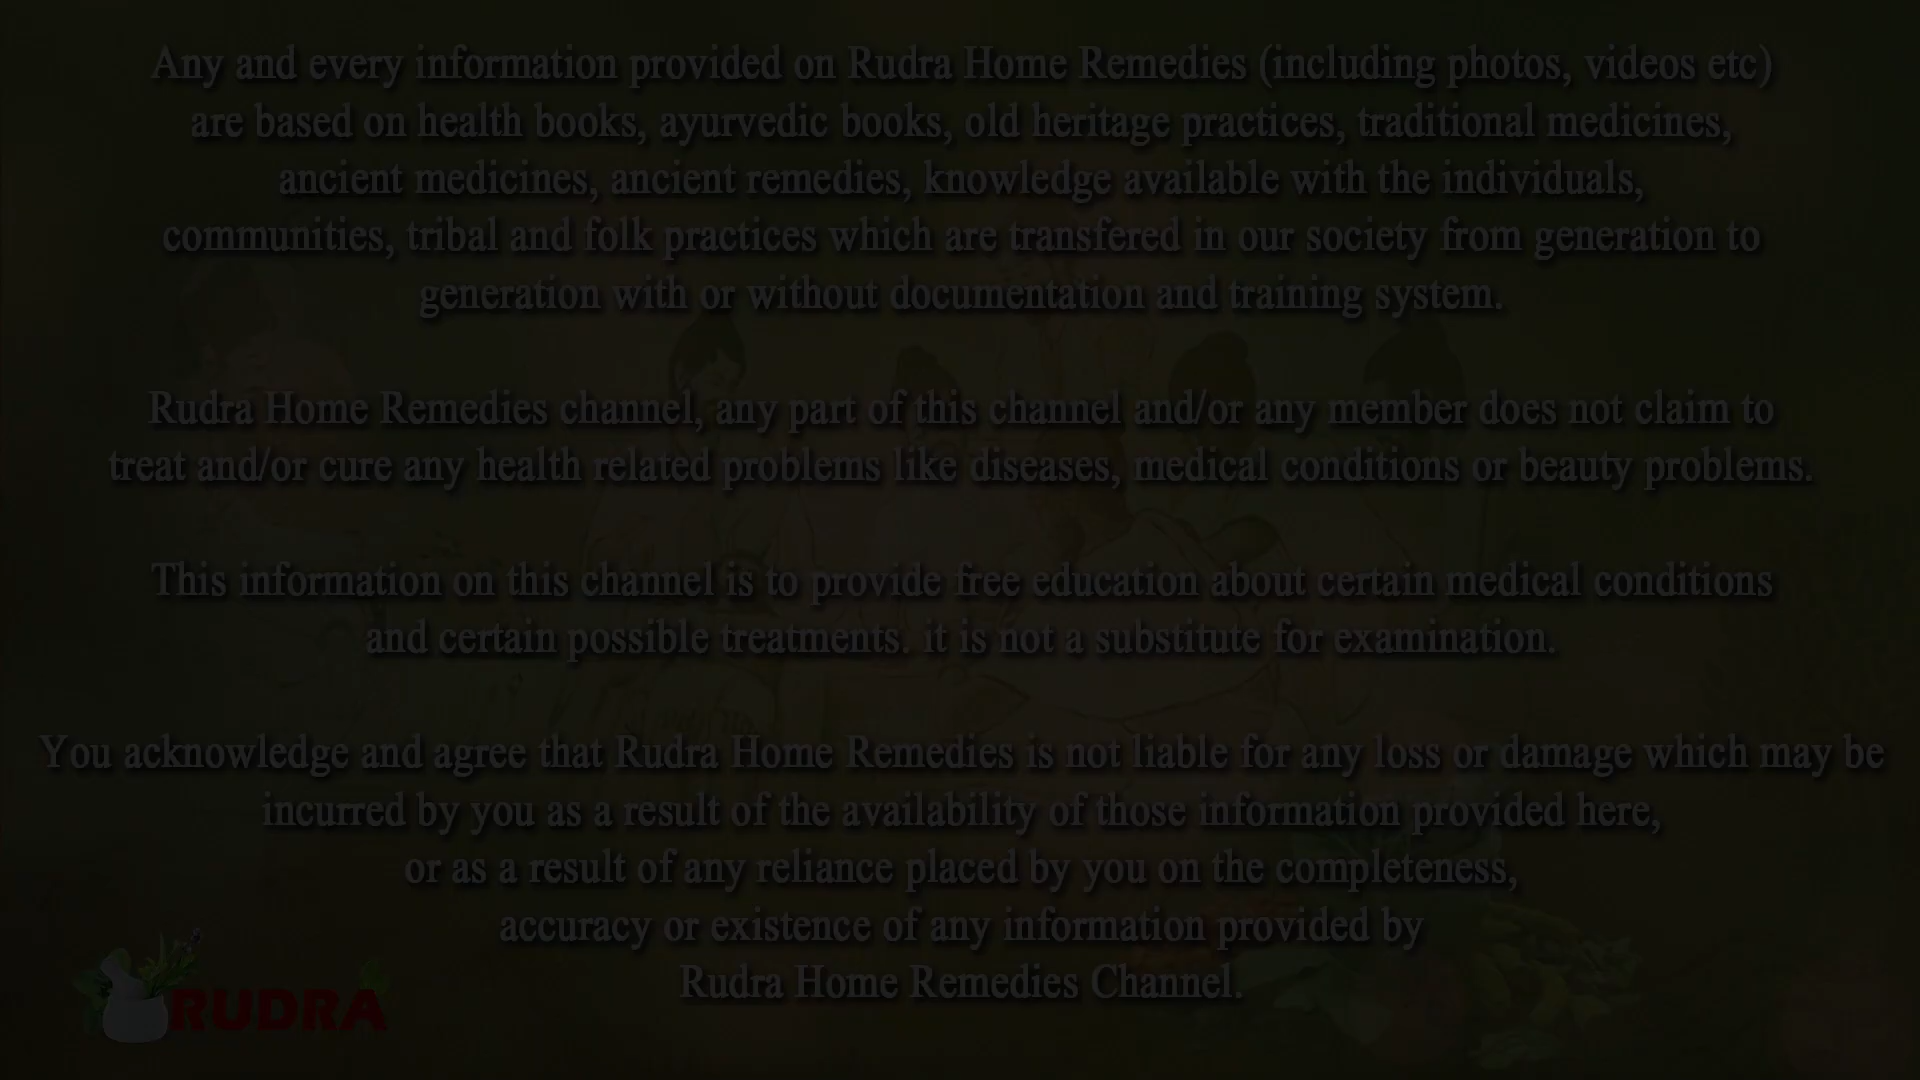 Any and every information provided on Rudra Home Remedies (including photos, videos etc)
are based on health books, ayurvedic books, old heritage practices, traditional medicines,
ancient medicines, ancient remedies, knowledge available with the individuals,
communities, tribal and folk practices which are transfered in our society from generation to
generation with or without documentation and training system.
Rudra Home Remedies channel, any part of this channel and/or any member does not claim to
treat and/or cure any health related problems like diseases, medical conditions or beauty problems.
This information on this channel is to provide free education about certain medical conditions
and certain possible treatments. it is not a substitute for examination.
You acknowledge and agree that Rudra Home Remedies is not liable for any loss or damage which may be
incurred by you as a result of the availability of those information provided here,
or as a result of any reliance placed by you on the completeness,
accuracy or existence of any information provided by
Rudra Home Remedies Channel.
RUDRA